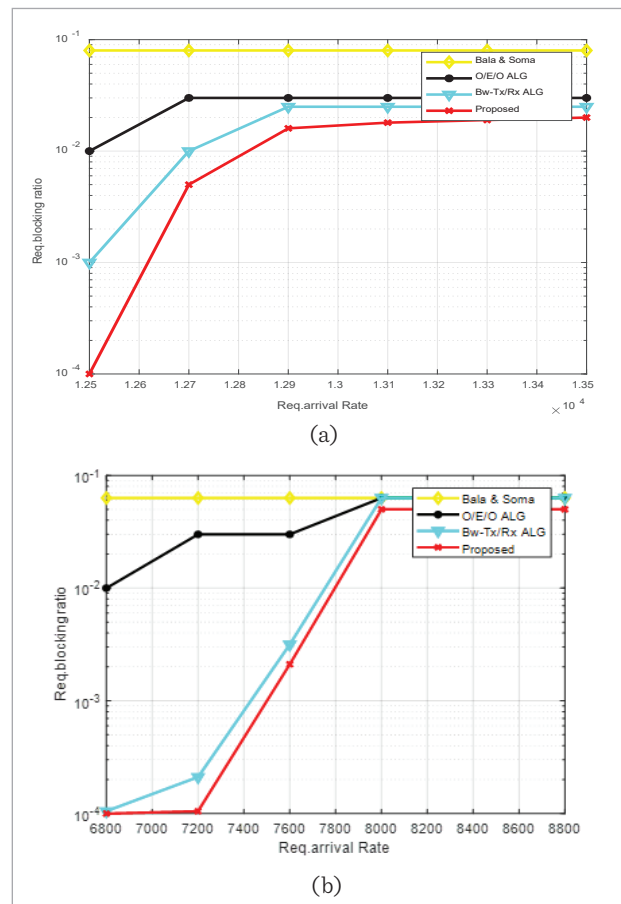 10 -1
Bala & Soma
O/E/O ALG
Bw-Tx/Rx ALG
Proposed
10 -2
Req.blocking ratio
10 -3
10 -4
1.25 1.26 1.27 1.28 1.29 1.3 1.31 1.32 1.33 1.34 1.35
Req.arrival Rate
× 10 4
(a)
10-1
Bala & Soma
O/E/O ALG
Bw-Tx/Rx ALG
Proposed
10-2
Req.blocking ratio
10-3
10-4
6800 7000 7200 7400 7600 7800 8000 8200 8400 8600 8800
Req.arrival Rate
(b)